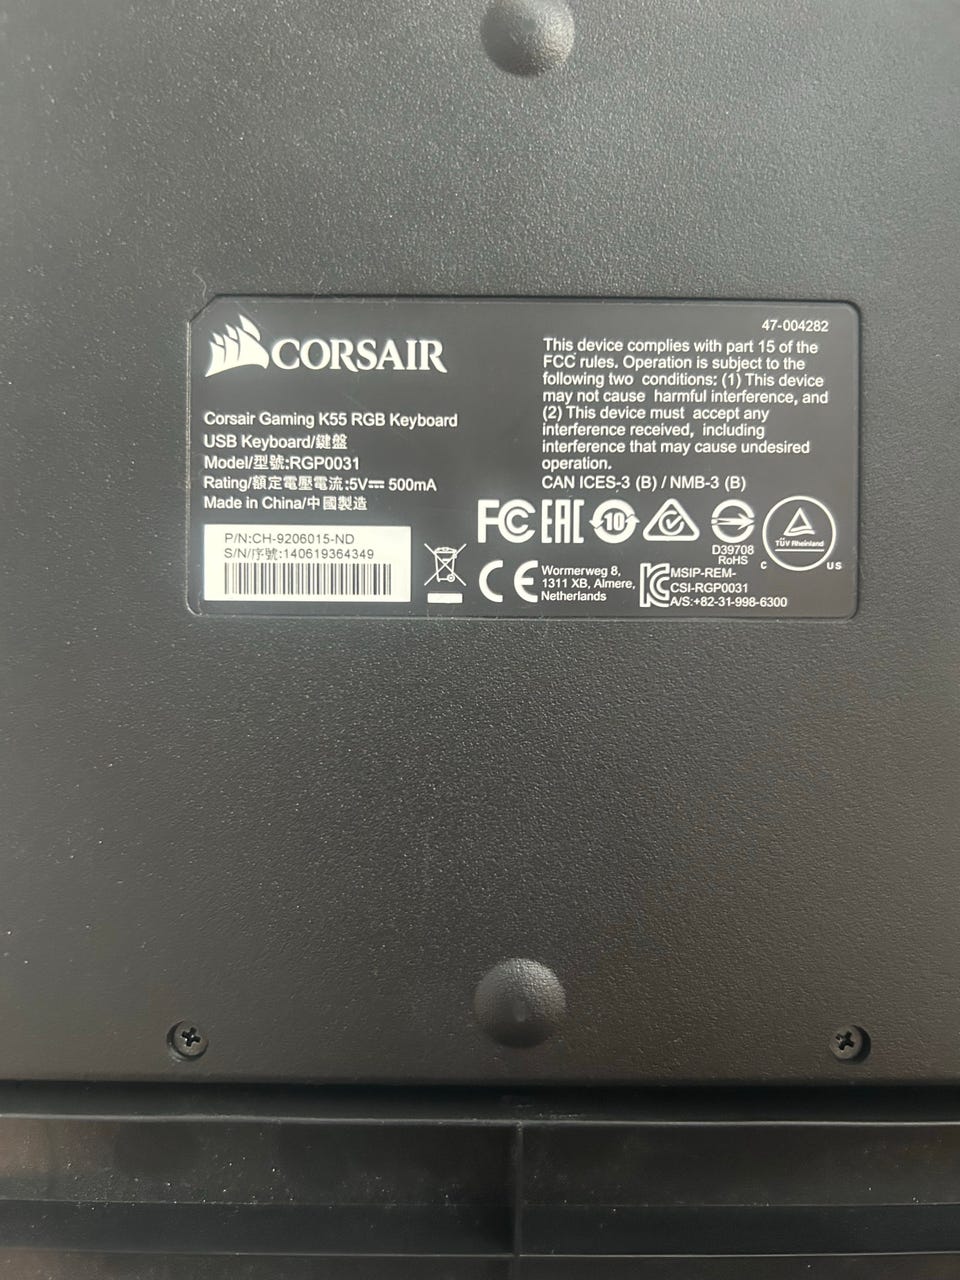 CORSAIR
Corsair Gaming K55 RGB Keyboard
USB Keyboard/鍵盤
Model/型號:RGP0031
Rating/額定電壓電流:5V⎓ 500mA
Made in China/中國製造
P/N:CH-9206015-ND
S/N/序號:140619364349
47-004282
This device complies with part 15 of the
FCC rules. Operation is subject to the
following two conditions: (1) This device
may not cause harmful interference, and
(2) This device must accept any
interference received, including
interference that may cause undesired
operation.
CAN ICES-3 (B) / NMB-3 (B)
FC EAC 10
D39708
RoHS
TÜV Rheinland
C US
CE
Wormerweg 8,
1311 XB, Almere,
Netherlands
KC
MSIP-REM-
CSI-RGP0031
A/S:+82-31-998-6300